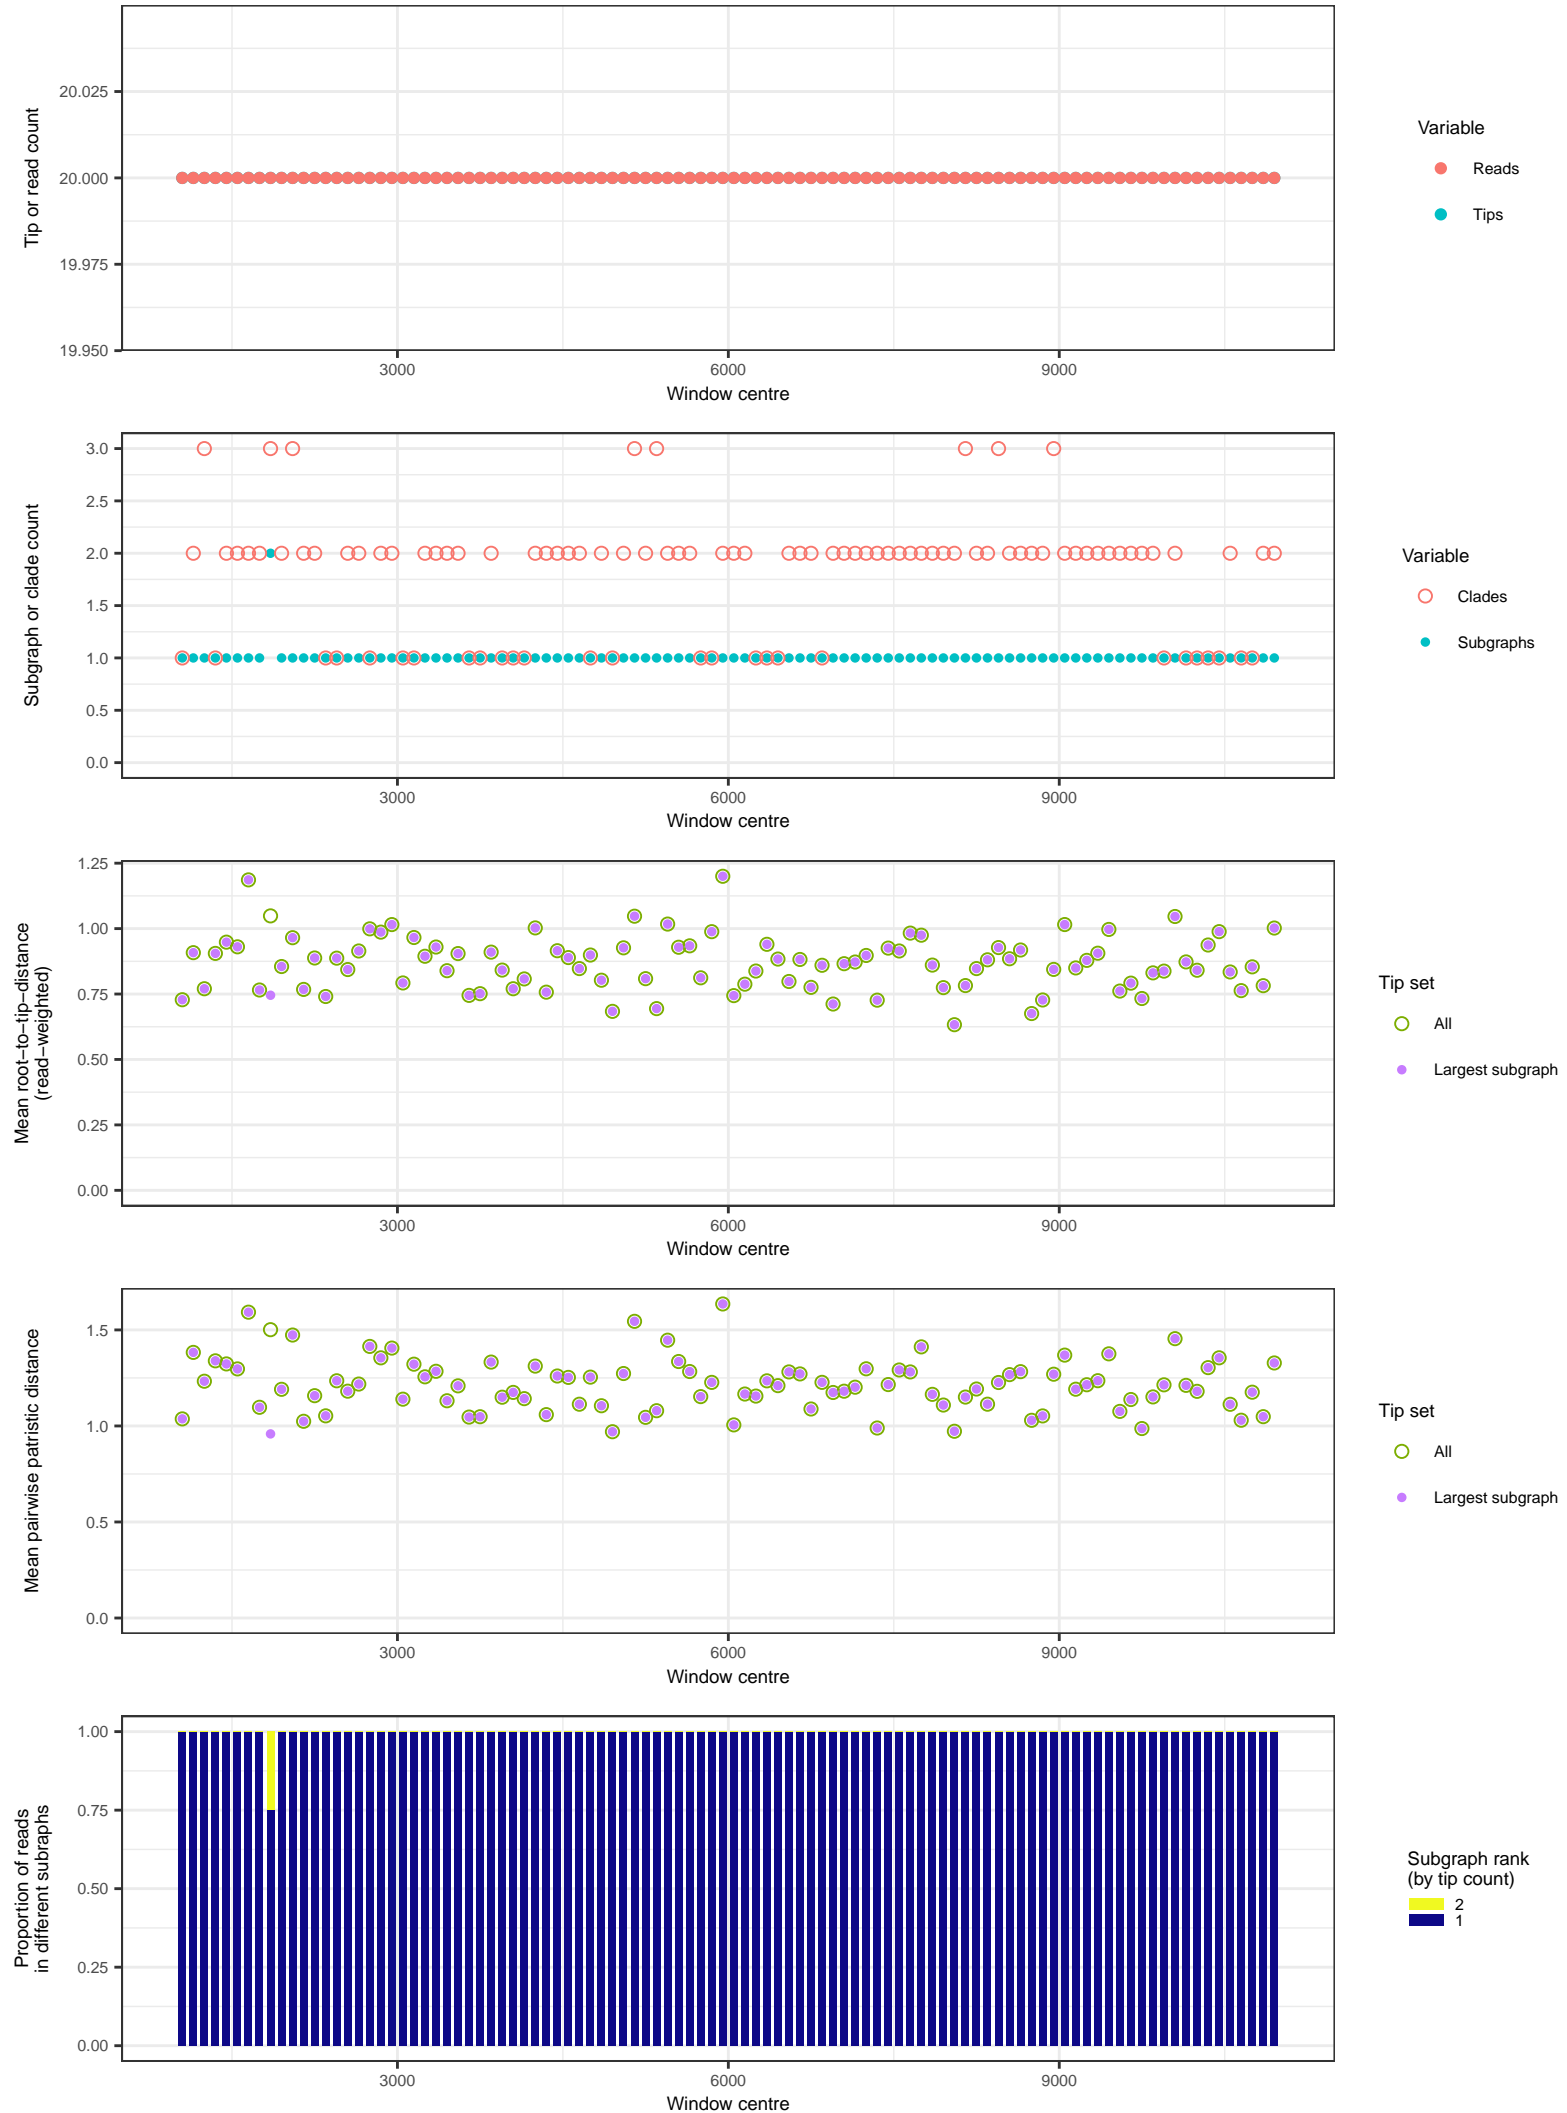 20.025
20.000
19.975
19.950
Tip or read count
3000
6000
9000
Window centre
Variable
Reads
Tips
3.0
2.5
2.0
1.5
1.0
0.5
0.0
Subgraph or clade count
3000
6000
9000
Window centre
Variable
Clades
Subgraphs
1.25
1.00
0.75
0.50
0.25
0.00
Mean root−to−tip−distance
(read−weighted)
3000
6000
9000
Window centre
Tip set
All
Largest subgraph
1.5
1.0
0.5
0.0
Mean pairwise patristic distance
3000
6000
9000
Window centre
Tip set
All
Largest subgraph
1.00
0.75
0.50
0.25
0.00
Proportion of reads
in different subraphs
3000
6000
9000
Window centre
Subgraph rank
(by tip count)
2
1